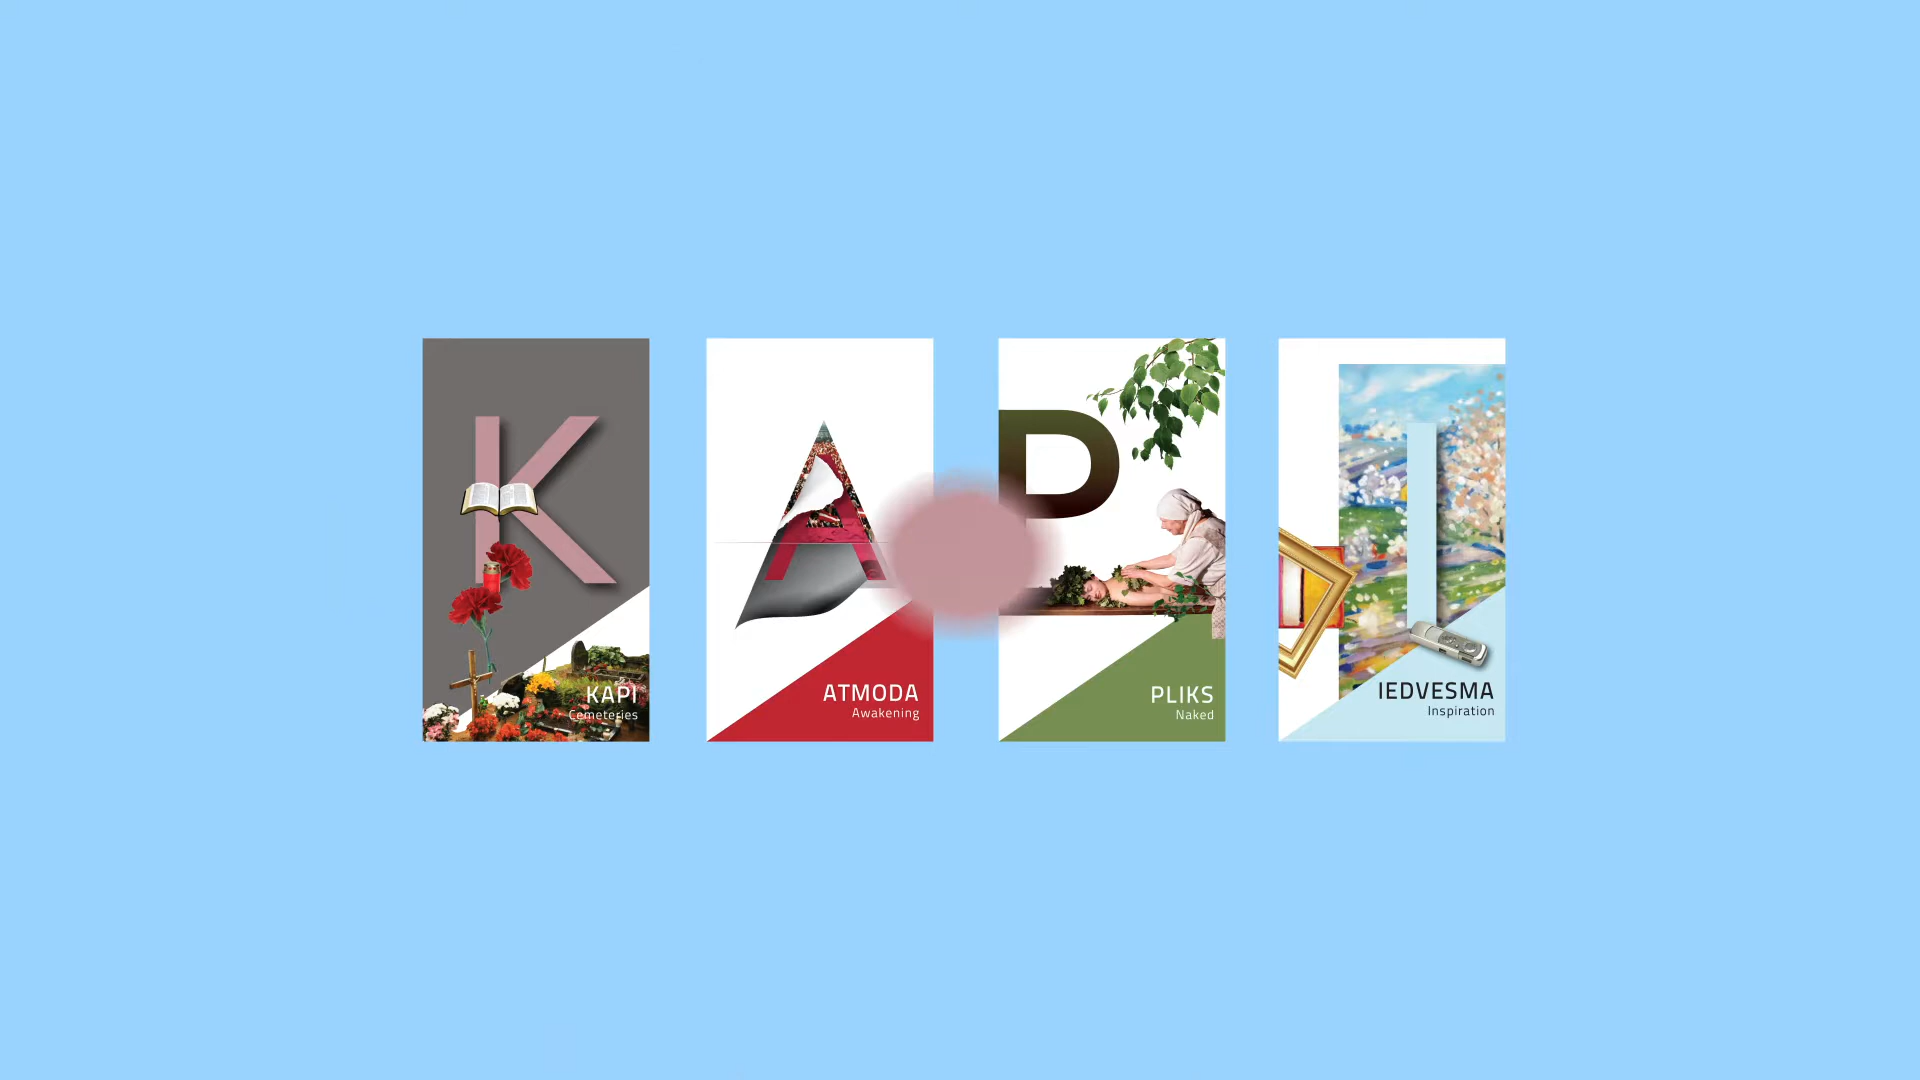 K
KAPI
Cemeteries
A
ATMODA
Awakening
P
PLIKS
Naked
I
IEDVESMA
Inspiration